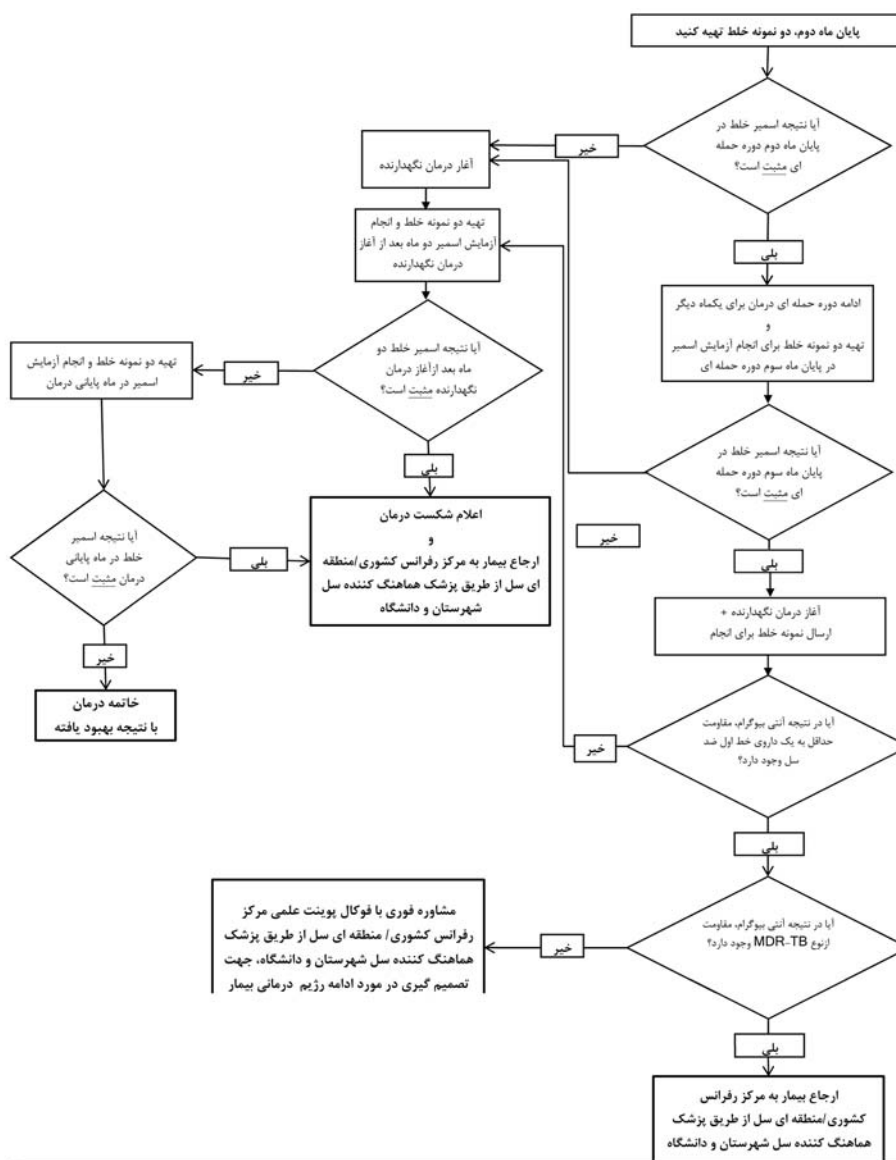 پایان ماه دوم، دو نمونه خلط تهیه کنید
آیا نتیجه اسمیر خلط در
پایان ماه دوم دوره حمله
ای مثبت است؟
خیر
آغاز درمان نگهدارنده
تهیه دو نمونه خلط و انجام
آزمایش اسمیر دو ماه بعد از آغاز
درمان نگهدارنده
بلی
ادامه دوره حمله ای درمان برای یکماه دیگر
و
تهیه دو نمونه خلط برای انجام آزمایش اسمیر
در پایان ماه سوم دوره حمله ای
آیا نتیجه اسمیر خلط دو
ماه بعد ازآغاز درمان
نگهدارنده مثبت است؟
خیر
تهیه دو نمونه خلط و انجام آزمایش
اسمیر در ماه پایانی درمان
آیا نتیجه اسمیر خلط در
پایان ماه سوم دوره حمله
ای مثبت است؟
بلی
اعلام شکست درمان
و
ارجاع بیمار به مرکز رفرانس کشوری/منطقه
ای سل از طریق پزشک هماهنگ کننده سل
شهرستان و دانشگاه
خیر
بلی
آیا نتیجه اسمیر
خلط در ماه پایانی
درمان مثبت است؟
بلی
آغاز درمان نگهدارنده +
ارسال نمونه خلط برای انجام
خیر
خاتمه درمان
با نتیجه بهبود یافته
آیا در نتیجه آنتی بیوگرام، مقاومت
حداقل به یک داروی خط اول ضد
سل وجود دارد؟
خیر
بلی
آیا در نتیجه آنتی بیوگرام، مقاومت
ازنوع MDR-TB وجود دارد؟
خیر
مشاوره فوری با فوکال پوینت علمی مرکز
رفرانس کشوری/ منطقه ای سل از طریق پزشک
هماهنگ کننده سل شهرستان و دانشگاه، جهت
تصمیم گیری در مورد ادامه رژیم درمانی بیمار
بلی
ارجاع بیمار به مرکز رفرانس
کشوری/منطقه ای سل از طریق پزشک
هماهنگ کننده سل شهرستان و دانشگاه